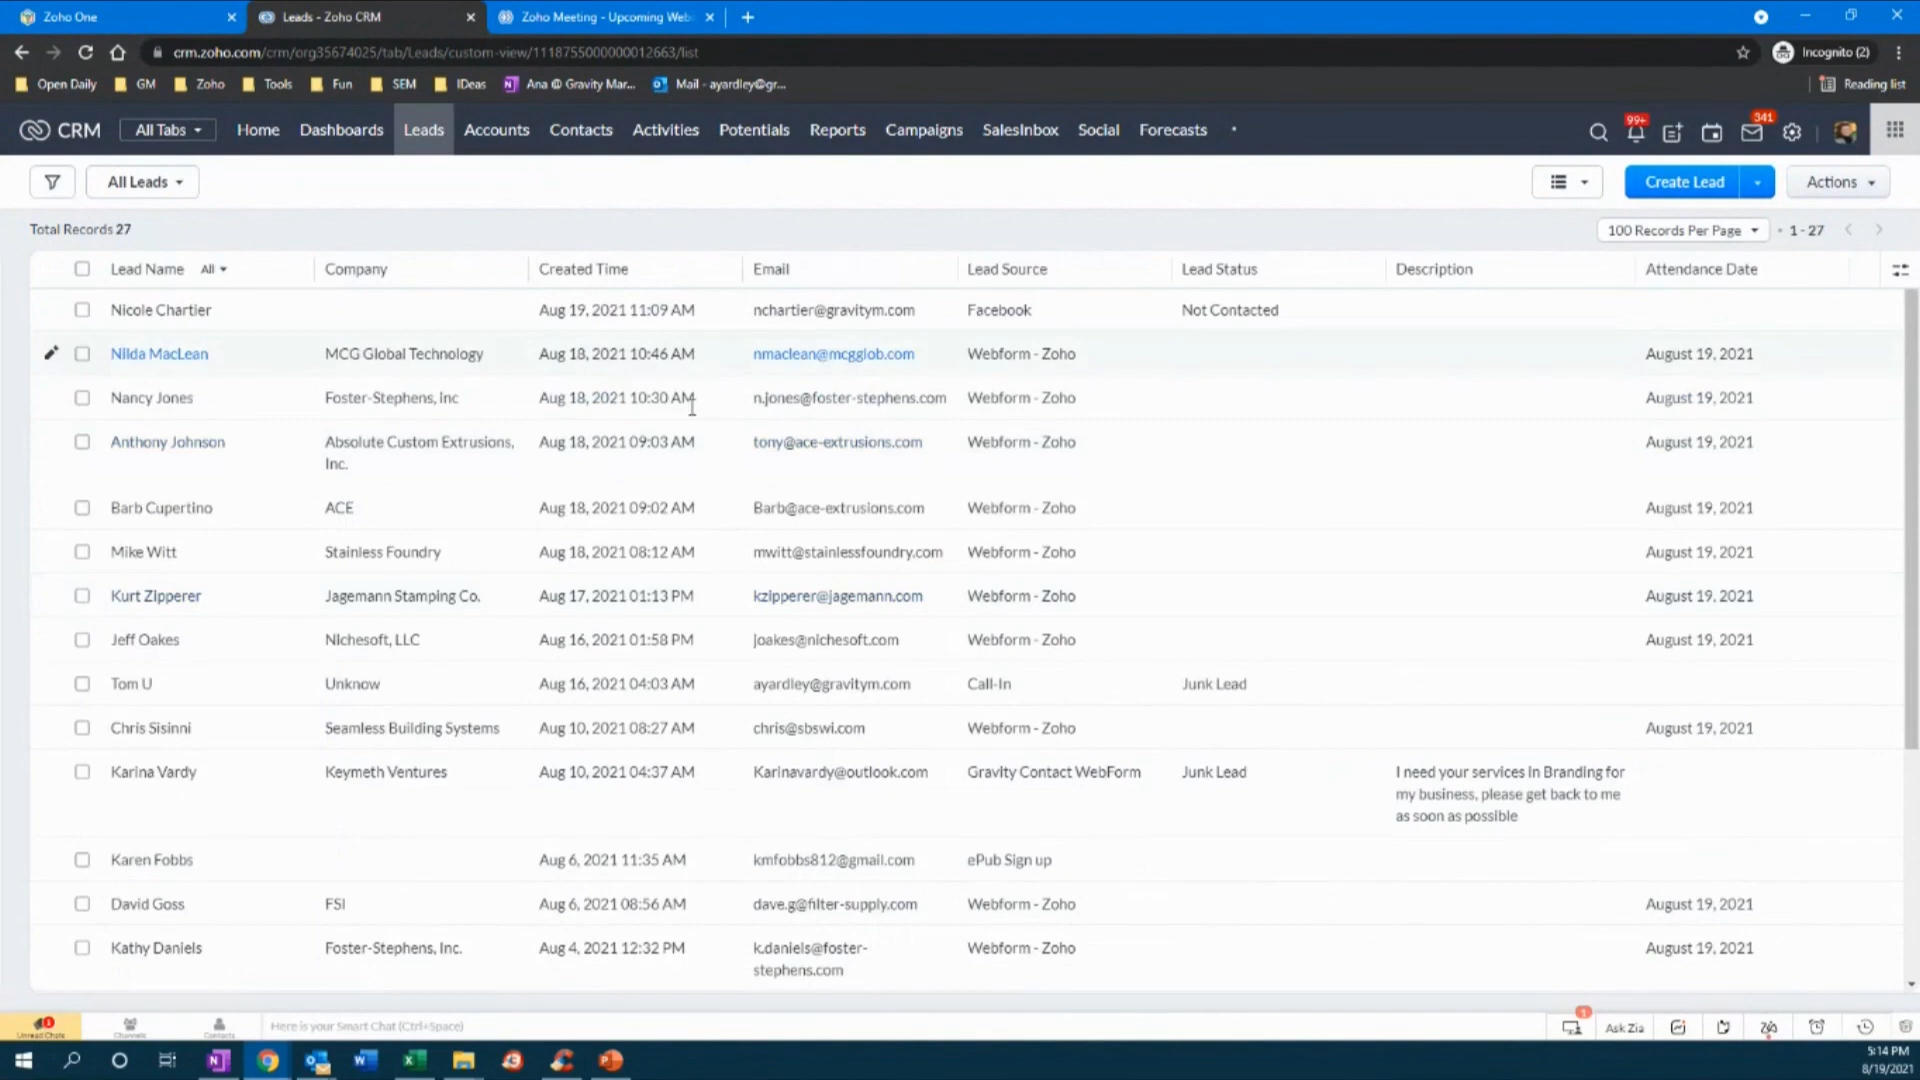 Zoho One
Leads - Zoho CRM
Zoho Meeting - Upcoming Web
crm.zoho.com/crm/org35674025/tab/Leads/custom-view/1118755000000012663/list
Incognito (2)
Open Daily GM Zoho Tools Fun SEM IDeas Ana @ Gravity Mar... Mail - ayardley@gr...
Reading list
CRM All Tabs Home Dashboards Leads Accounts Contacts Activities Potentials Reports Campaigns SalesInbox Social Forecasts
99+
341
All Leads
Create Lead
Actions
Total Records 27
100 Records Per Page
1 - 27
Lead Name All Company Created Time Email Lead Source Lead Status Description Attendance Date
Nicole Chartier Aug 19, 2021 11:09 AM nchartier@gravitym.com Facebook Not Contacted
Nilda MacLean MCG Global Technology Aug 18, 2021 10:46 AM nmaclean@mcgglob.com Webform - Zoho August 19, 2021
Nancy Jones Foster-Stephens, Inc Aug 18, 2021 10:30 AM n.jones@foster-stephens.com Webform - Zoho August 19, 2021
Anthony Johnson Absolute Custom Extrusions, Aug 18, 2021 09:03 AM tony@ace-extrusions.com Webform - Zoho August 19, 2021
Inc.
Barb Cupertino ACE Aug 18, 2021 09:02 AM Barb@ace-extrusions.com Webform - Zoho August 19, 2021
Mike Witt Stainless Foundry Aug 18, 2021 08:12 AM mwitt@stainlessfoundry.com Webform - Zoho August 19, 2021
Kurt Zipperer Jagemann Stamping Co. Aug 17, 2021 01:13 PM kzipperer@jagemann.com Webform - Zoho August 19, 2021
Jeff Oakes Nichesoft, LLC Aug 16, 2021 01:58 PM joakes@nichesoft.com Webform - Zoho August 19, 2021
Tom U Unknow Aug 16, 2021 04:03 AM ayardley@gravitym.com Call-In Junk Lead
Chris Sisinni Seamless Building Systems Aug 10, 2021 08:27 AM chris@sbswi.com Webform - Zoho August 19, 2021
Karina Vardy Keymeth Ventures Aug 10, 2021 04:37 AM Karinavardy@outlook.com Gravity Contact WebForm Junk Lead I need your services in Branding for
my business, please get back to me
as soon as possible
Karen Fobbs Aug 6, 2021 11:35 AM kmfobbs812@gmail.com ePub Sign up
David Goss FSI Aug 6, 2021 08:56 AM dave.g@filter-supply.com Webform - Zoho August 19, 2021
Kathy Daniels Foster-Stephens, Inc. Aug 4, 2021 12:32 PM k.daniels@foster- Webform - Zoho August 19, 2021
stephens.com
Unread Chats
Channels
Contacts
Here is your Smart Chat (Ctrl+Space)
1
Ask Zia
5:14 PM
8/19/2021